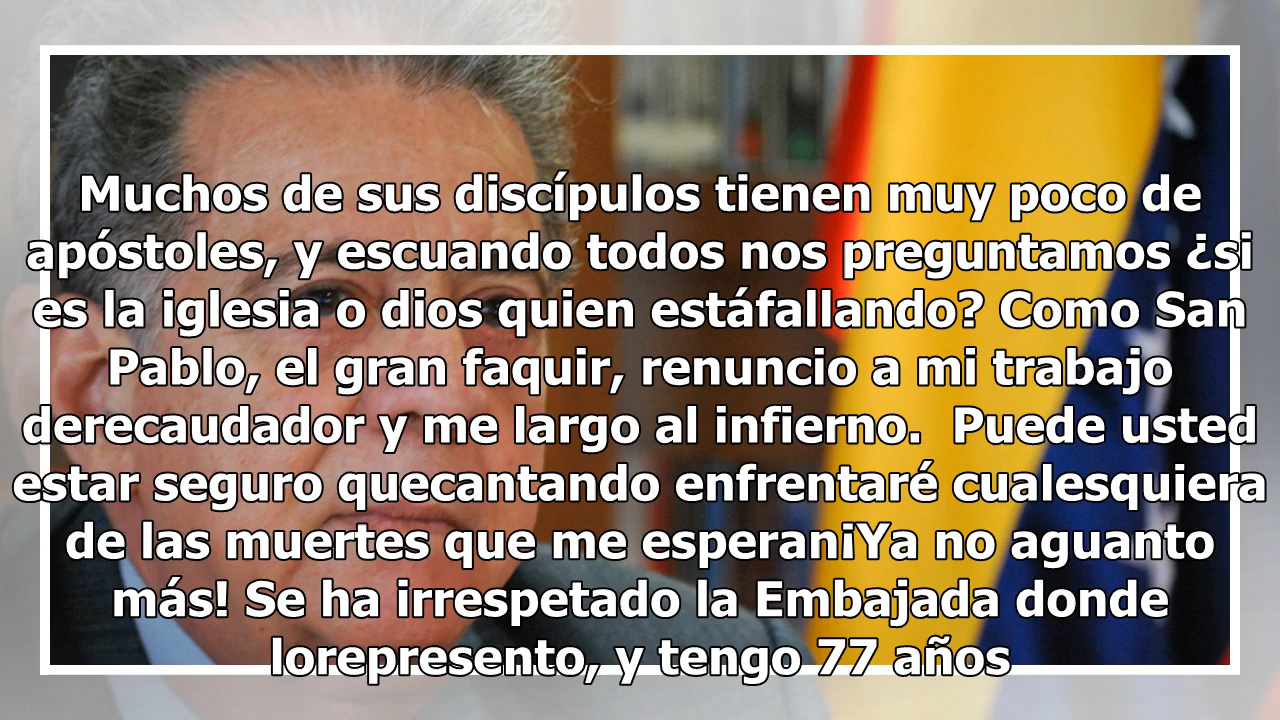 Muchos de sus discípulos tienen muy poco de
apóstoles, y escuando todos nos preguntamos ¿si
es la iglesia o dios quien estáfallando? Como San
Pablo, el gran faquir, renuncio a mi trabajo
derecaudador y me largo al infierno.  Puede usted
estar seguro quecantando enfrentaré cualesquiera
de las muertes que me esperan¡Ya no aguanto
más! Se ha irrespetado la Embajada donde
lorepresento, y tengo 77 años